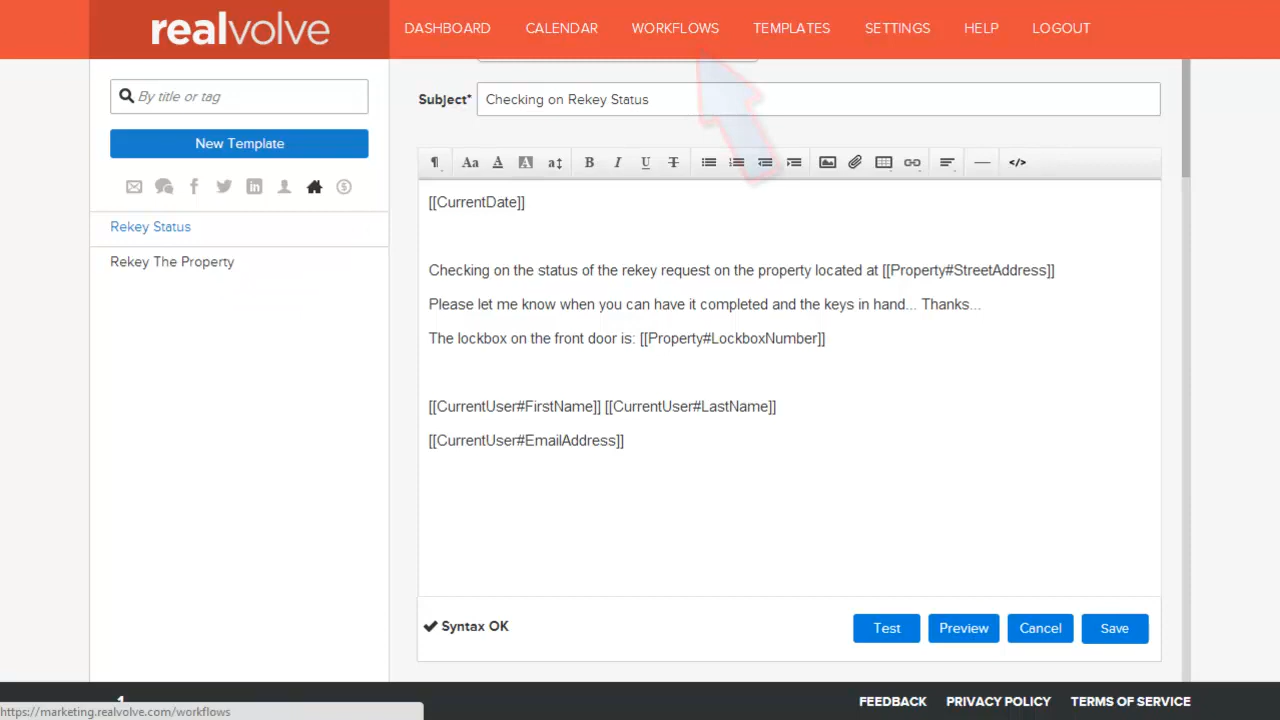 realvolve
DASHBOARD CALENDAR WORKFLOWS TEMPLATES SETTINGS HELP LOGOUT
By title or tag
New Template
Rekey Status
Rekey The Property
Subject* Checking on Rekey Status
[[CurrentDate]]
Checking on the status of the rekey request on the property located at [[Property#StreetAddress]]
Please let me know when you can have it completed and the keys in hand... Thanks...
The lockbox on the front door is: [[Property#LockboxNumber]]
[[CurrentUser#FirstName]] [[CurrentUser#LastName]]
[[CurrentUser#EmailAddress]]
Syntax OK
Test Preview Cancel Save
FEEDBACK PRIVACY POLICY TERMS OF SERVICE
https://marketing.realvolve.com/workflows